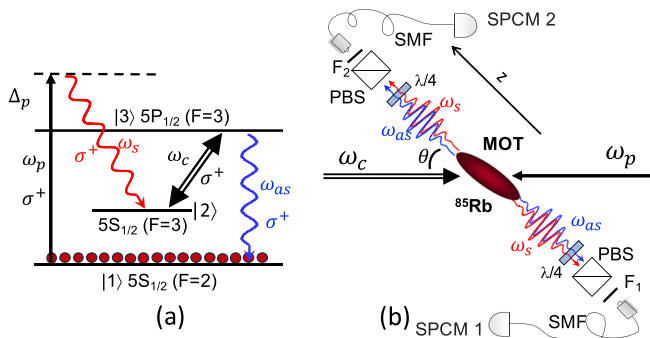 Δp
|3⟩ 5P1/2 (F=3)
ωp
σ+
σ+
ωs
ωc
σ+
ωas
σ+
|2⟩
5S1/2 (F=3)
|1⟩ 5S1/2 (F=2)
(a)
SPCM 2
SMF
F2
λ/4
PBS
z
ωs
ωas
MOT
ωc
θ
ωp
85Rb
ωas
ωs
PBS
λ/4
F1
SMF
SPCM 1
(b)